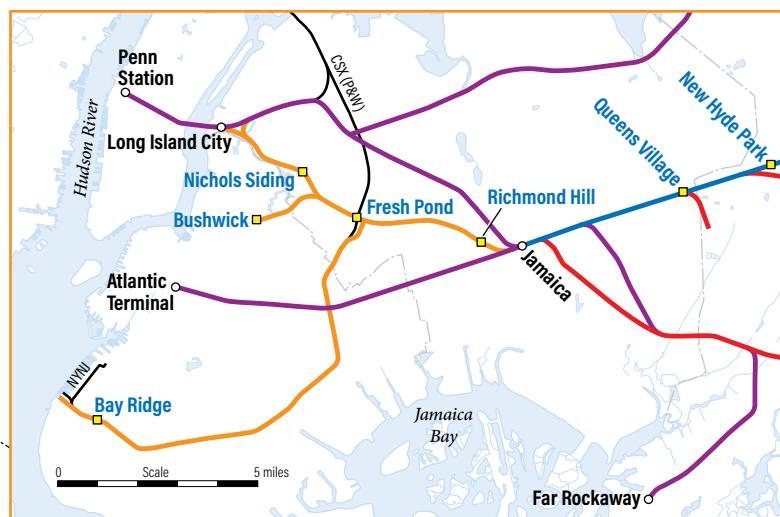 Penn
Station
CSX (P&W)
Hudson River
Long Island City
New Hyde Park
Queens Village
Nichols Siding
Bushwick
Fresh Pond
Richmond Hill
Jamaica
Atlantic
Terminal
NYNJ
Bay Ridge
Jamaica
Bay
0 Scale 5 miles
Far Rockaway